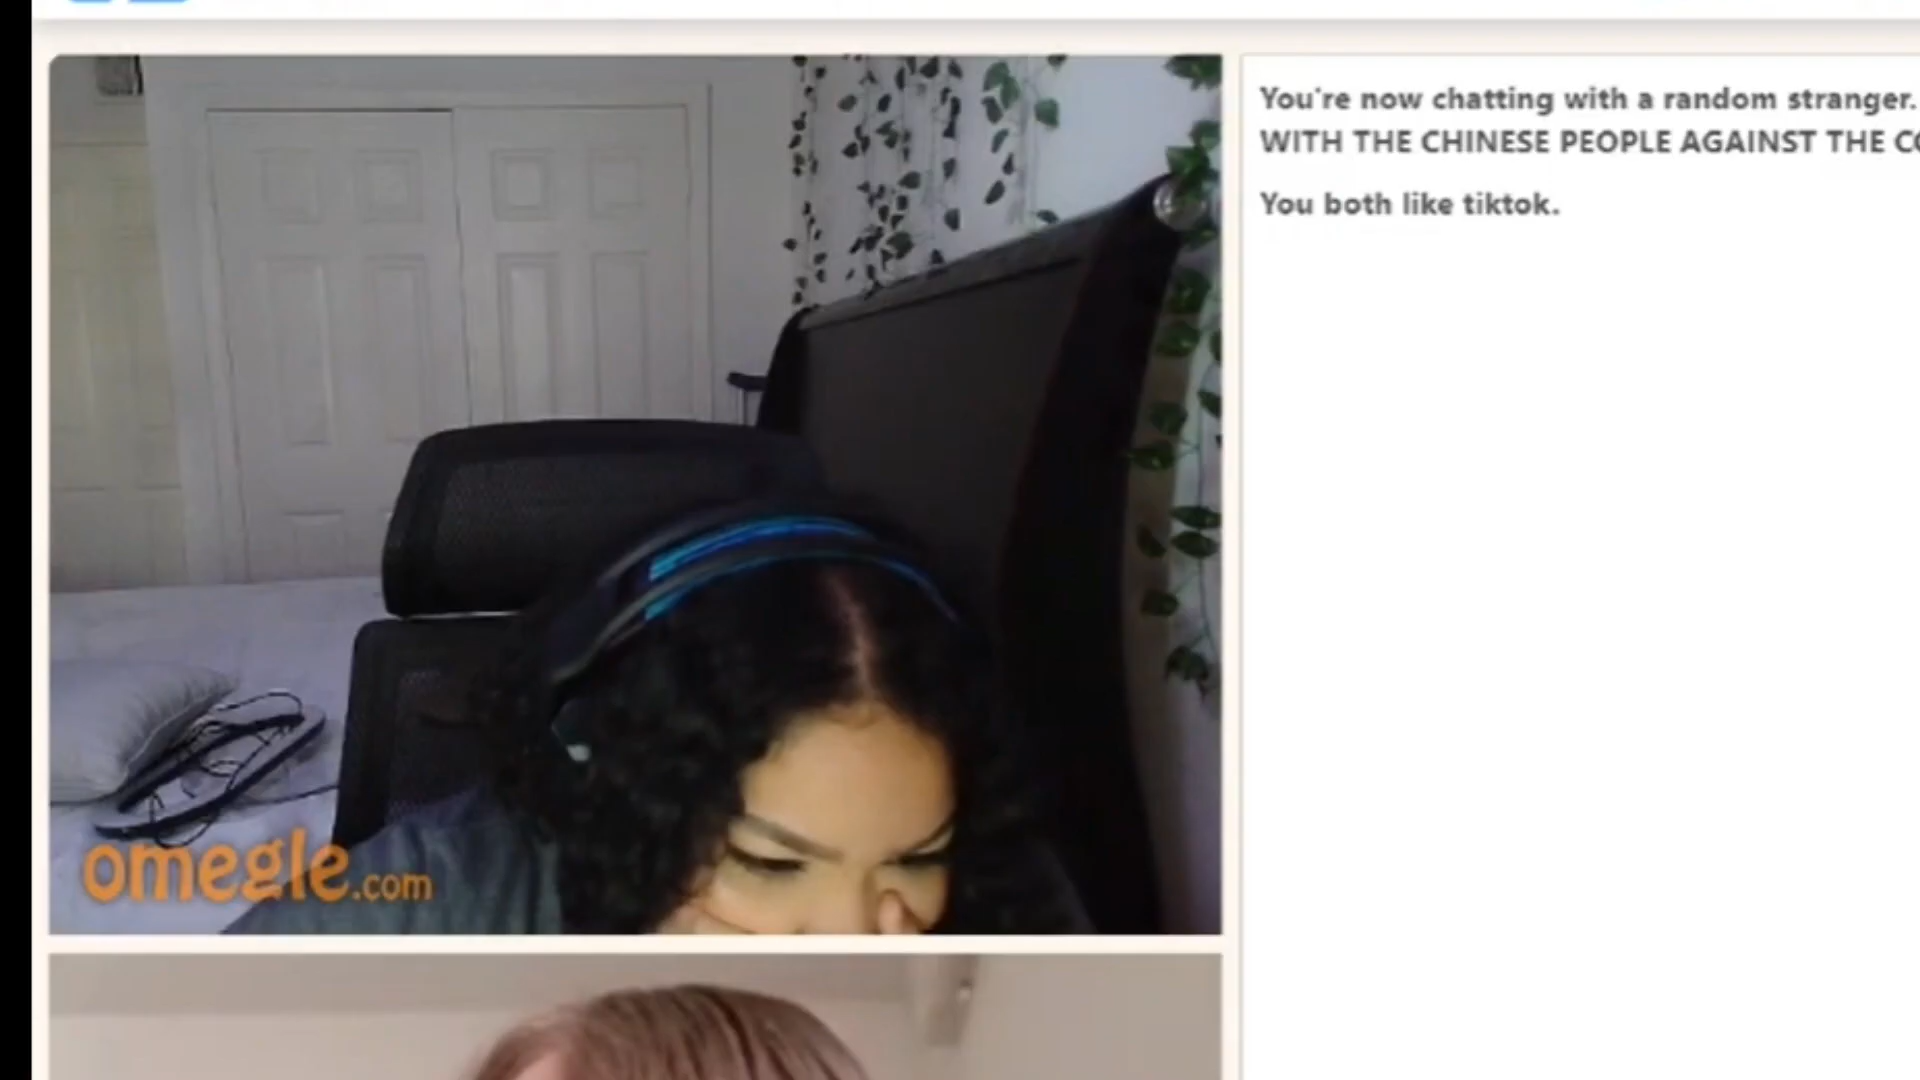 You're now chatting with a random stranger.
WITH THE CHINESE PEOPLE AGAINST THE
You both like tiktok.
omegle.com